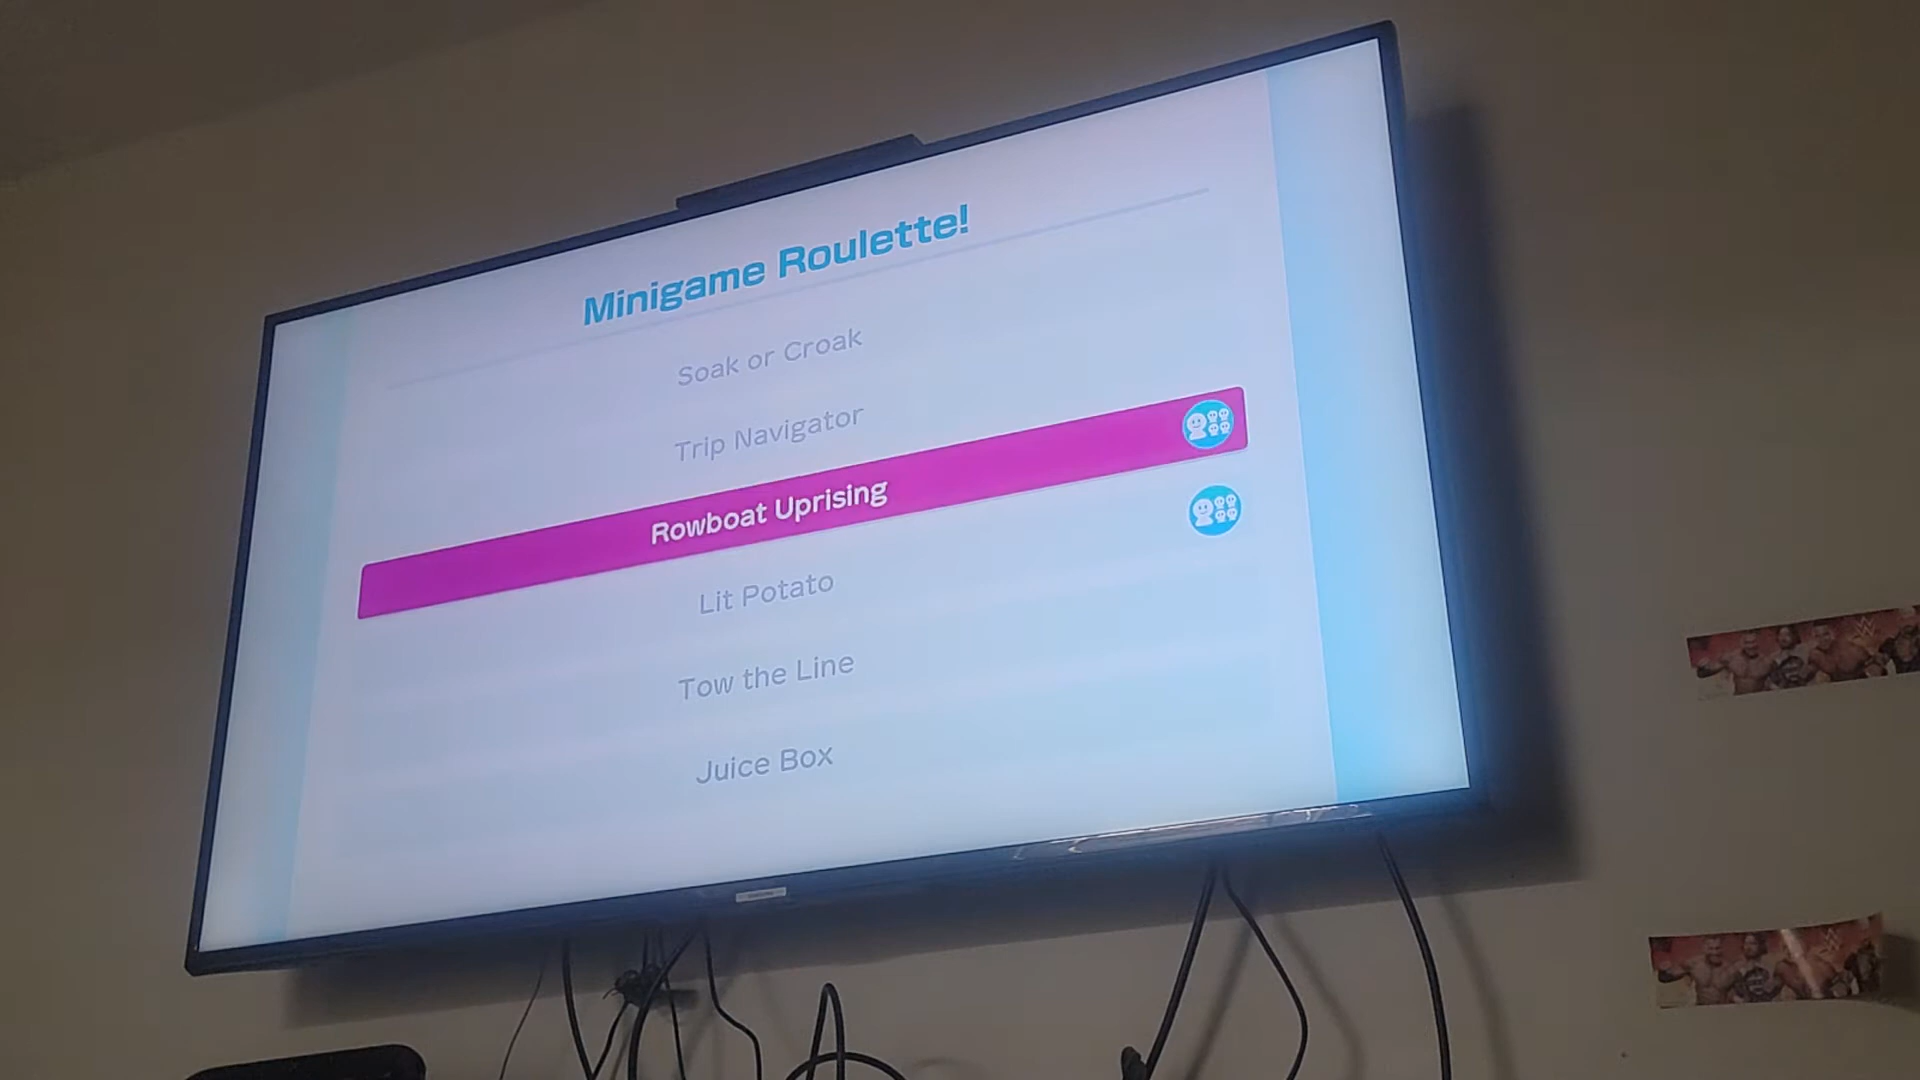 Minigame Roulette!
Soak or Croak
Trip Navigator
Rowboat Uprising
Lit Potato
Tow the Line
Juice Box